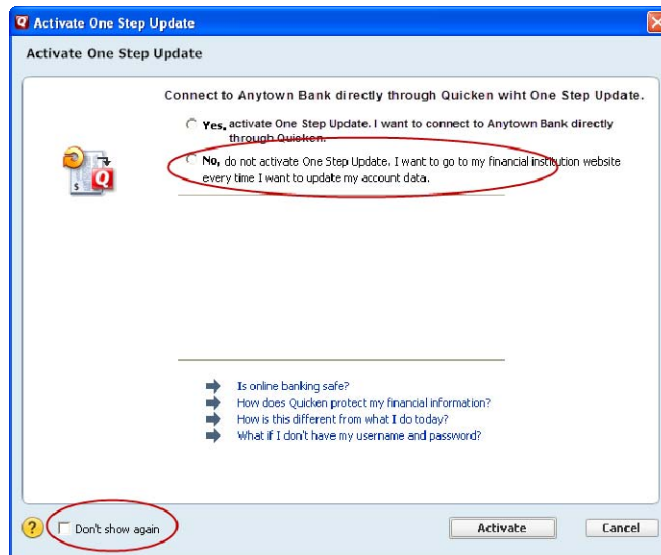 Activate One Step Update
Activate One Step Update
Connect to Anytown Bank directly through Quicken wiht One Step Update.
Yes, activate One Step Update. I want to connect to Anytown Bank directly
through Quicken.
No, do not activate One Step Update. I want to go to my financial institution website
every time I want to update my account data.
$ Q
Is online banking safe?
How does Quicken protect my financial information?
How is this different from what I do today?
What if I don't have my username and password?
? Don't show again
Activate
Cancel